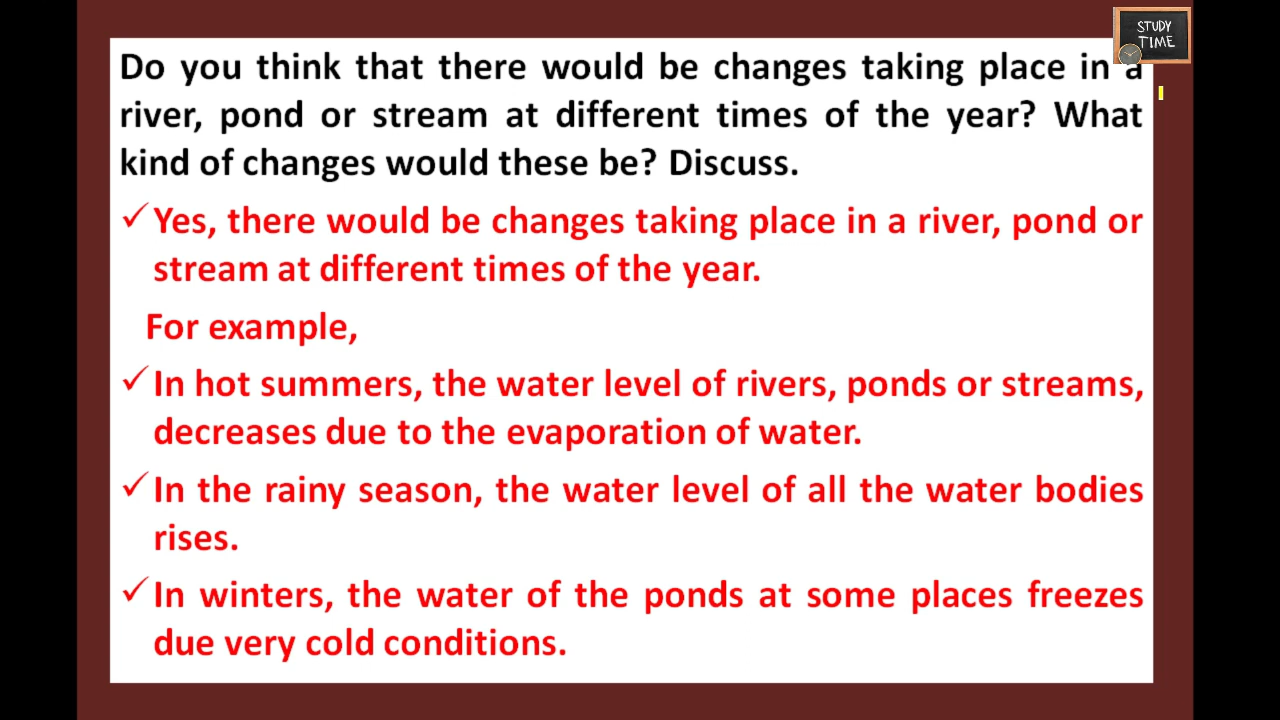 STUDY
TIME
Do you think that there would be changes taking place in a
river, pond or stream at different times of the year? What
kind of changes would these be? Discuss.
✓Yes, there would be changes taking place in a river, pond or
stream at different times of the year.
For example,
✓In hot summers, the water level of rivers, ponds or streams,
decreases due to the evaporation of water.
✓In the rainy season, the water level of all the water bodies
rises.
✓In winters, the water of the ponds at some places freezes
due very cold conditions.